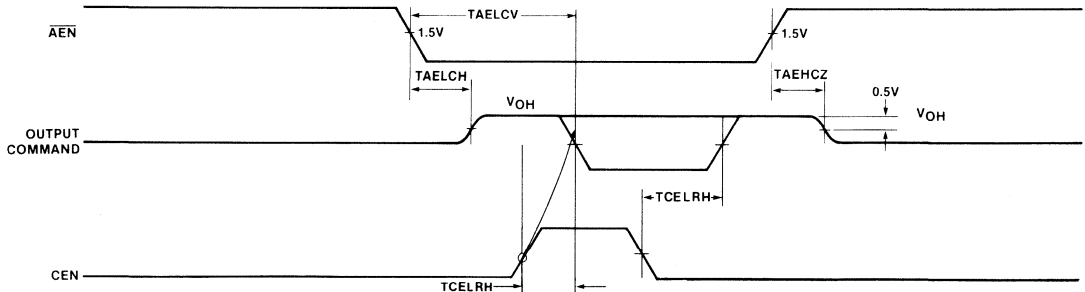 TAELCV
AEN
1.5V
1.5V
TAELCH
TAEHCZ
0.5V
VOH
VOH
OUTPUT
COMMAND
TCELRH
CEN
TCELRH